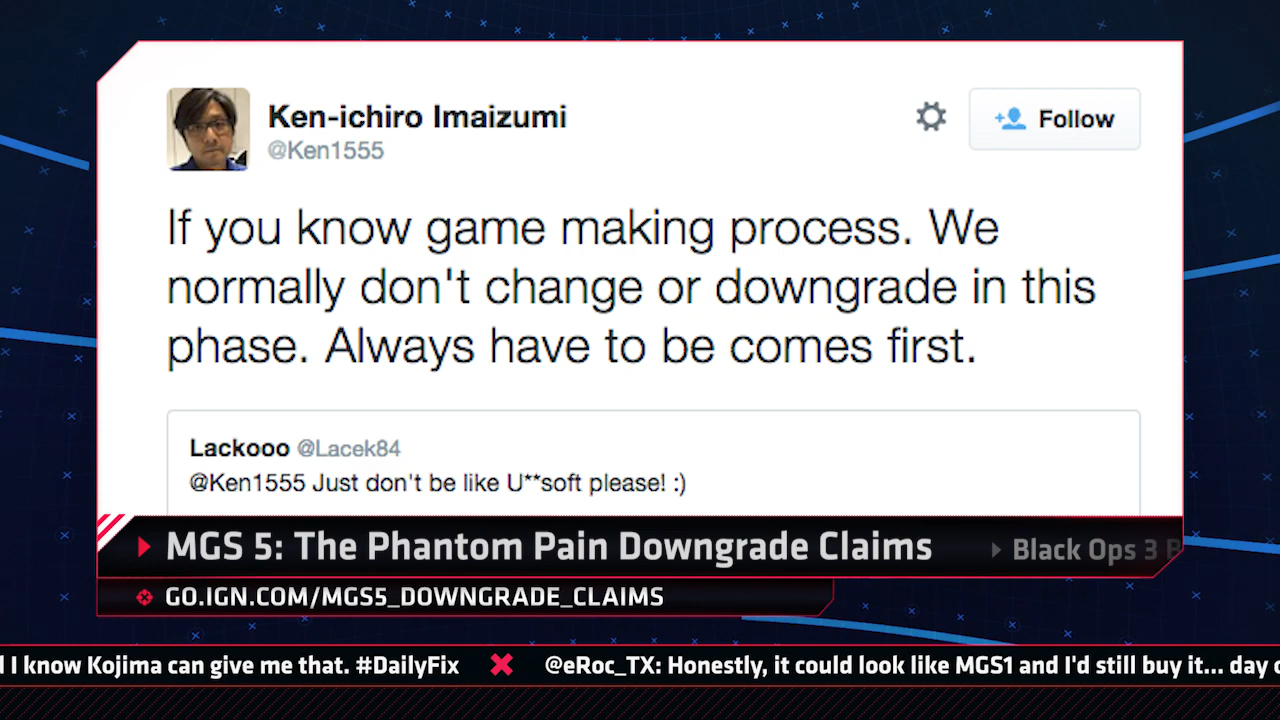 Ken-ichiro Imaizumi
@Ken1555
Follow
If you know game making process. We
normally don't change or downgrade in this
phase. Always have to be comes first.
Lackooo @Lacek84
@Ken1555 Just don't be like U**soft please! :)
MGS 5: The Phantom Pain Downgrade Claims
Black Ops 3
GO.IGN.COM/MGS5_DOWNGRADE_CLAIMS
I know Kojima can give me that. #DailyFix
@eRoc_TX: Honestly, it could look like MGS1 and I'd still buy it... day